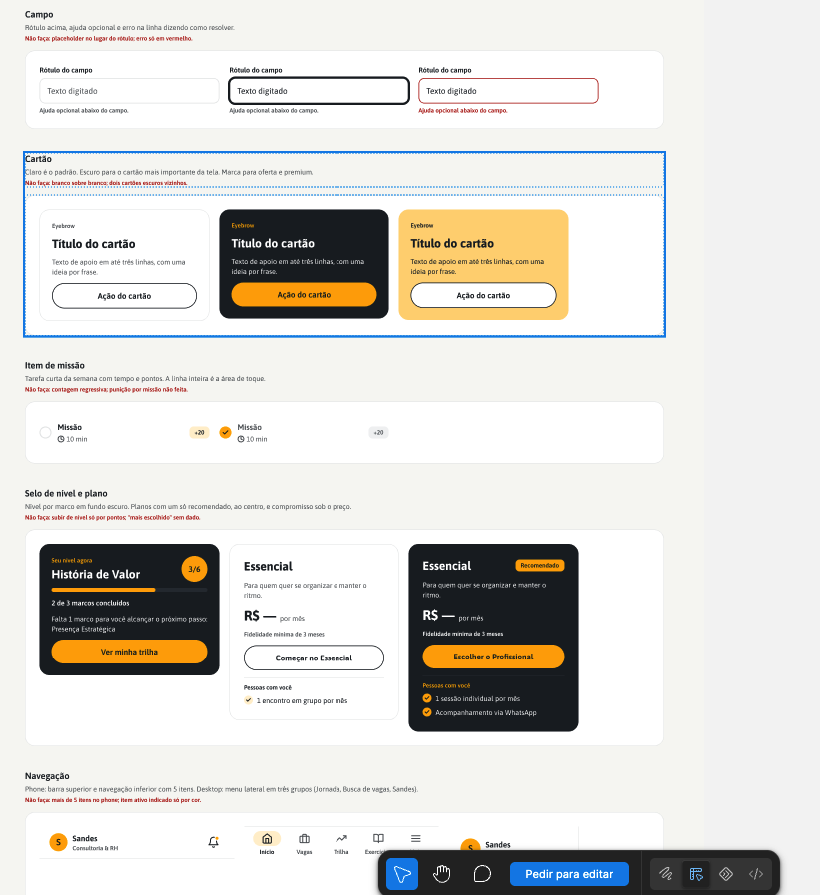 Campo
Rótulo acima, ajuda opcional e erro na linha dizendo como resolver.
Não faça: placeholder no lugar do rótulo; erro só em vermelho.
Rótulo do campo
Texto digitado
Ajuda opcional abaixo do campo.
Rótulo do campo
Texto digitado
Ajuda opcional abaixo do campo.
Rótulo do campo
Texto digitado
Ajuda opcional abaixo do campo.
Cartão
Claro é o padrão. Escuro para o cartão mais importante da tela. Marca para oferta e premium.
Não faça: branco sobre branco; dois cartões escuros vizinhos.
Eyebrow
Título do cartão
Texto de apoio em até três linhas, com uma
ideia por frase.
Ação do cartão
Eyebrow
Título do cartão
Texto de apoio em até três linhas, com uma
ideia por frase.
Ação do cartão
Eyebrow
Título do cartão
Texto de apoio em até três linhas, com uma
ideia por frase.
Ação do cartão
Item de missão
Tarefa curta da semana com tempo e pontos. A linha inteira é a área de toque.
Não faça: contagem regressiva; punição por missão não feita.
Missão
10 min
+20
Missão
10 min
+20
Selo de nível e plano
Nível por marco em fundo escuro. Planos com um só recomendado, ao centro, e compromisso sob o preço.
Não faça: subir de nível só por pontos; "mais escolhido" sem dado.
Seu nível agora
História de Valor
3/6
2 de 3 marcos concluídos
Falta 1 marco para você alcançar o próximo passo:
Presença Estratégica
Ver minha trilha
Essencial
Para quem quer se organizar e manter o
ritmo.
R$ — por mês
Fidelidade mínima de 3 meses
Começar no Essencial
Pessoas com você
1 encontro em grupo por mês
Essencial
Recomendado
Para quem quer se organizar e manter o
ritmo.
R$ — por mês
Fidelidade mínima de 3 meses
Escolher o Profissional
Pessoas com você
1 sessão individual por mês
Acompanhamento via WhatsApp
Navegação
Phone: barra superior e navegação inferior com 5 itens. Desktop: menu lateral em três grupos (Jornada, Busca de vagas, Sandes).
Não faça: mais de 5 itens no phone; item ativo indicado só por cor.
S
Sandes
Consultoria & RH
Início
Vagas
Trilha
S
Sandes
Pedir para editar